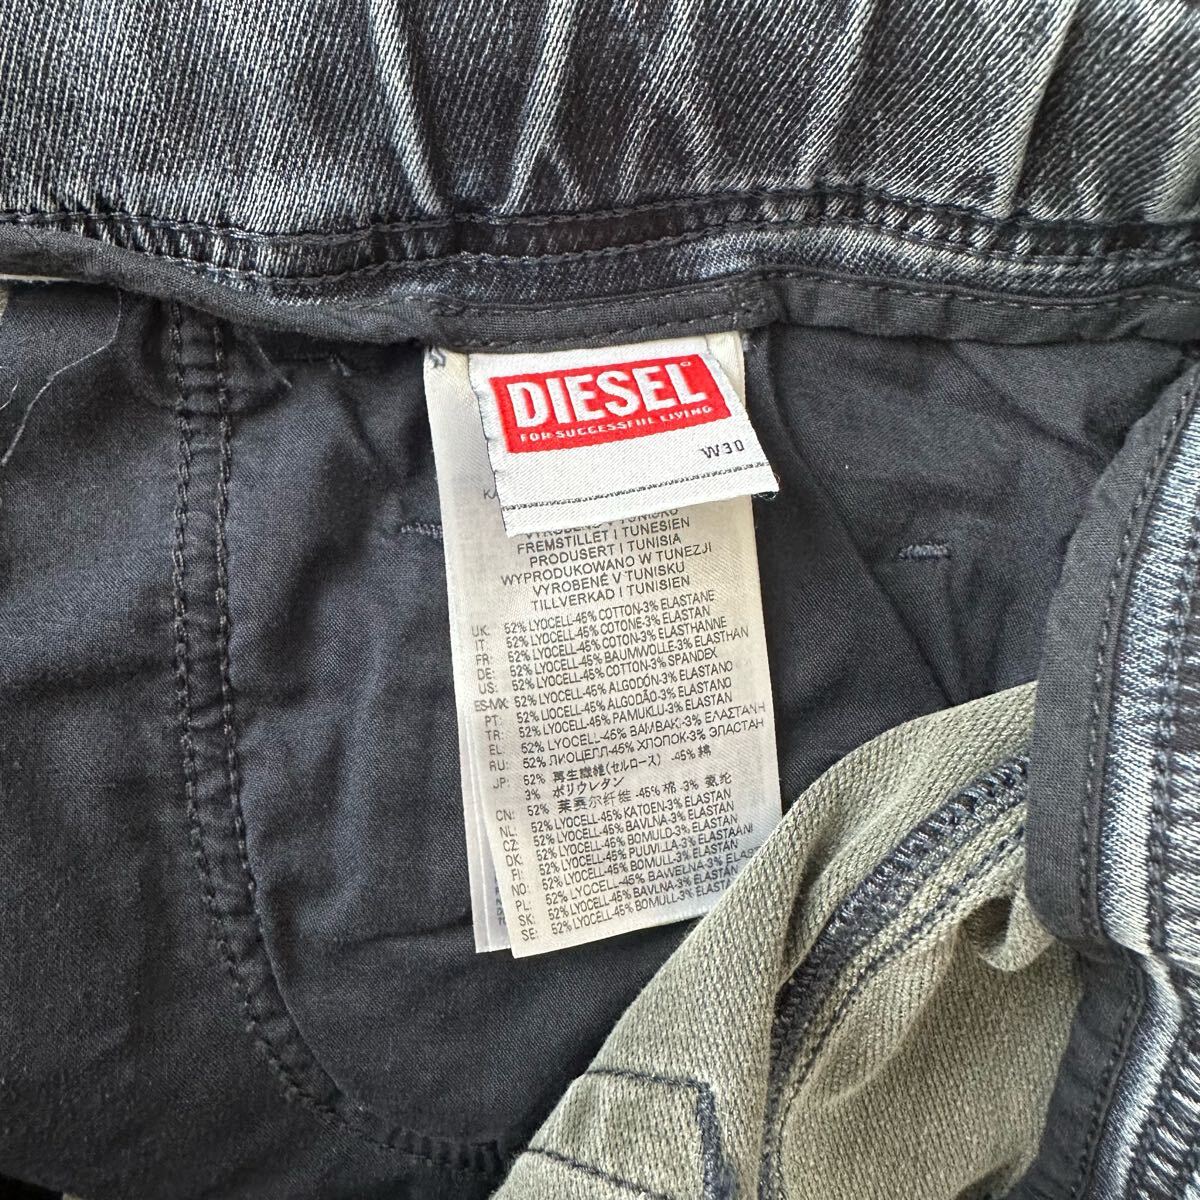 DIESEL
FOR SUCCESSFUL LIVING
W30
KA
VYROBENO V TUNISKU
FREMSTILLET I TUNESIEN
PRODUSERT I TUNISIA
WYPRODUKOWANO W TUNEZJI
VYROBENÉ V TUNISKU
TILLVERKAD I TUNISIEN
UK: 52% LYOCELL-45% COTTON-3% ELASTANE
IT: 52% LYOCELL-45% COTONE-3% ELASTAN
FR: 52% LYOCELL-45% COTON-3% ELASTHANNE
DE: 52% LYOCELL-45% BAUMWOLLE-3% ELASTHAN
US: 52% LYOCELL-45% COTTON-3% SPANDEX
ES-MX: 52% LYOCELL-45% ALGODÓN-3% ELASTANO
PT: 52% LIOCELL-45% ALGODÃO-3% ELASTANO
TR: 52% LYOCELL-45% PAMUKLU-3% ELASTAN
EL: 52% LYOCELL-45% ΒΑΜΒΑΚΙ-3% ΕΛΑΣΤΑΝΗ
RU: 52% ЛИОЦЕЛЛ-45% ХЛОПОК-3% ЭЛАСТАН
JP: 52% 再生繊維(セルロース) -45% 綿
3% ポリウレタン
CN: 52% 莱赛尔纤维 -45% 棉 -3% 氨纶
NL: 52% LYOCELL-45% KATOEN-3% ELASTAN
CZ: 52% LYOCELL-45% BAVLNA-3% ELASTAN
DK: 52% LYOCELL-45% BOMULD-3% ELASTAN
FI: 52% LYOCELL-45% PUUVILLA-3% ELASTAANI
NO: 52% LYOCELL-45% BOMULL-3% ELASTAN
PL: 52% LYOCELL-45% BAWEŁNA-3% ELAS
SK: 52% LYOCELL-45% BAVLNA-3% ELASTAN
SE: 52% LYOCELL-45% BOMULL-3% ELASTAN